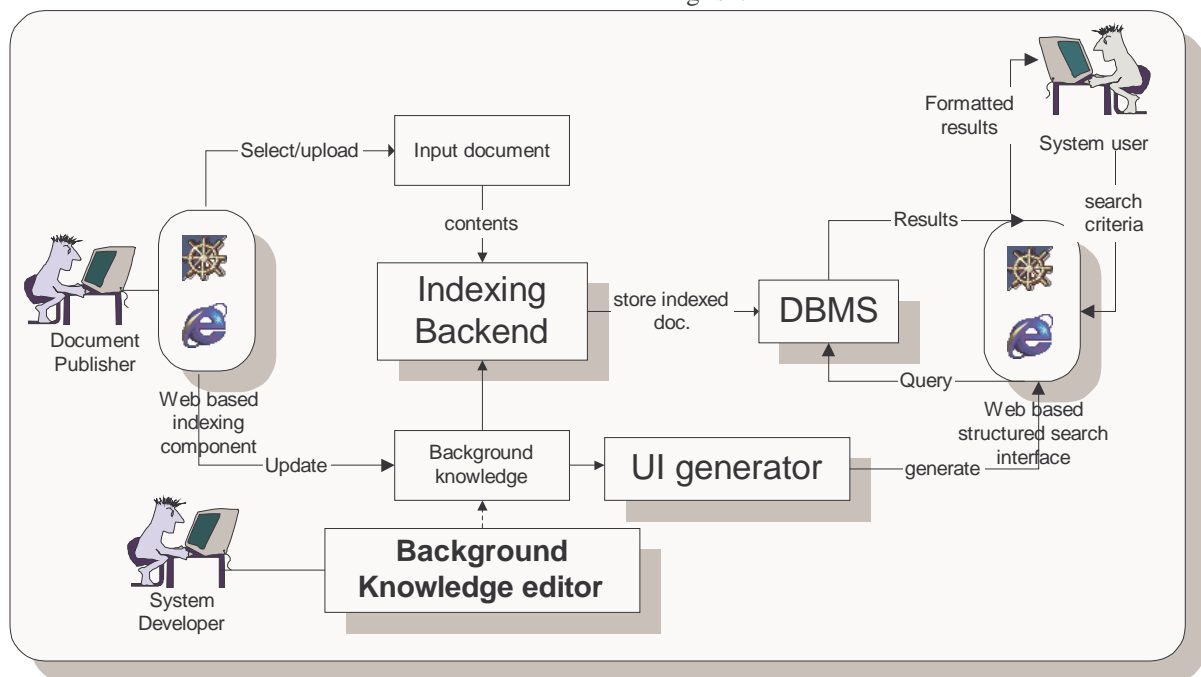 Formatted
results
System user
Select/upload
Input document
search
criteria
contents
Results
Indexing
Backend
store indexed
doc.
DBMS
Document
Publisher
Query
Web based
indexing
component
Web based
structured search
interface
Update
Background
knowledge
UI generator
generate
Background
Knowledge editor
System
Developer